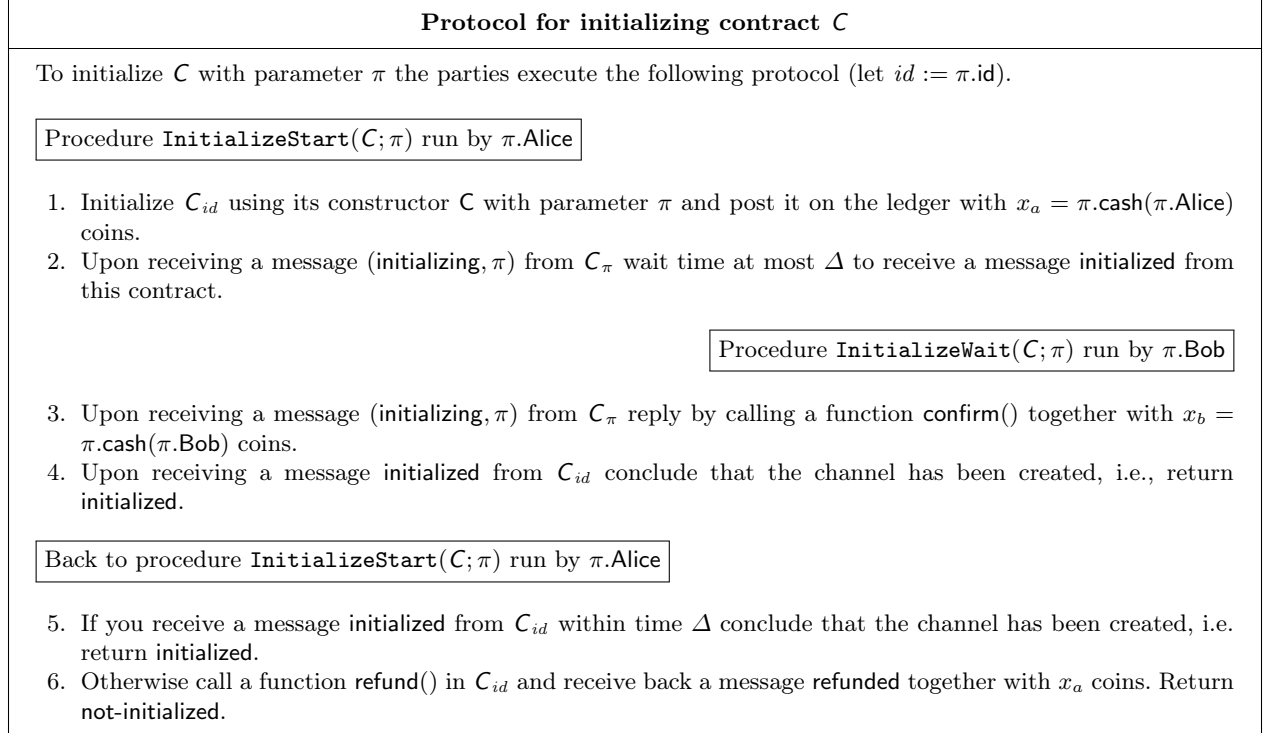 Protocol for initializing contract C
To initialize C with parameter π the parties execute the following protocol (let id := π.id).
Procedure InitializeStart(C; π) run by π.Alice
1. Initialize C_id using its constructor C with parameter π and post it on the ledger with x_a = π.cash(π.Alice)
coins.
2. Upon receiving a message (initializing, π) from C_π wait time at most Δ to receive a message initialized from
this contract.
Procedure InitializeWait(C; π) run by π.Bob
3. Upon receiving a message (initializing, π) from C_π reply by calling a function confirm() together with x_b =
π.cash(π.Bob) coins.
4. Upon receiving a message initialized from C_id conclude that the channel has been created, i.e., return
initialized.
Back to procedure InitializeStart(C; π) run by π.Alice
5. If you receive a message initialized from C_id within time Δ conclude that the channel has been created, i.e.
return initialized.
6. Otherwise call a function refund() in C_id and receive back a message refunded together with x_a coins. Return
not-initialized.